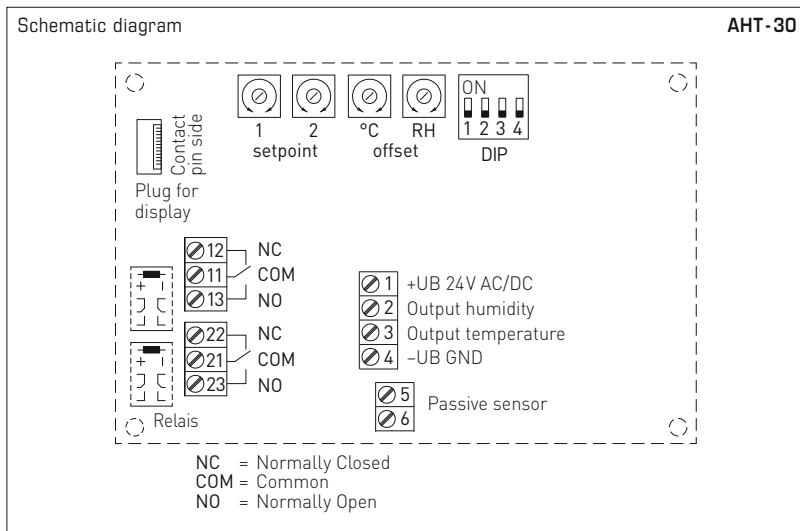 Schematic diagram
AHT-30
ON
1 2 3 4
DIP
1 2 °C RH
setpoint offset
Contact
pin side
Plug for
display
12 NC
11 COM
13 NO
22 NC
21 COM
23 NO
+ –
+ –
Relais
1 +UB 24V AC/DC
2 Output humidity
3 Output temperature
4 –UB GND
5
6
Passive sensor
NC = Normally Closed
COM = Common
NO = Normally Open